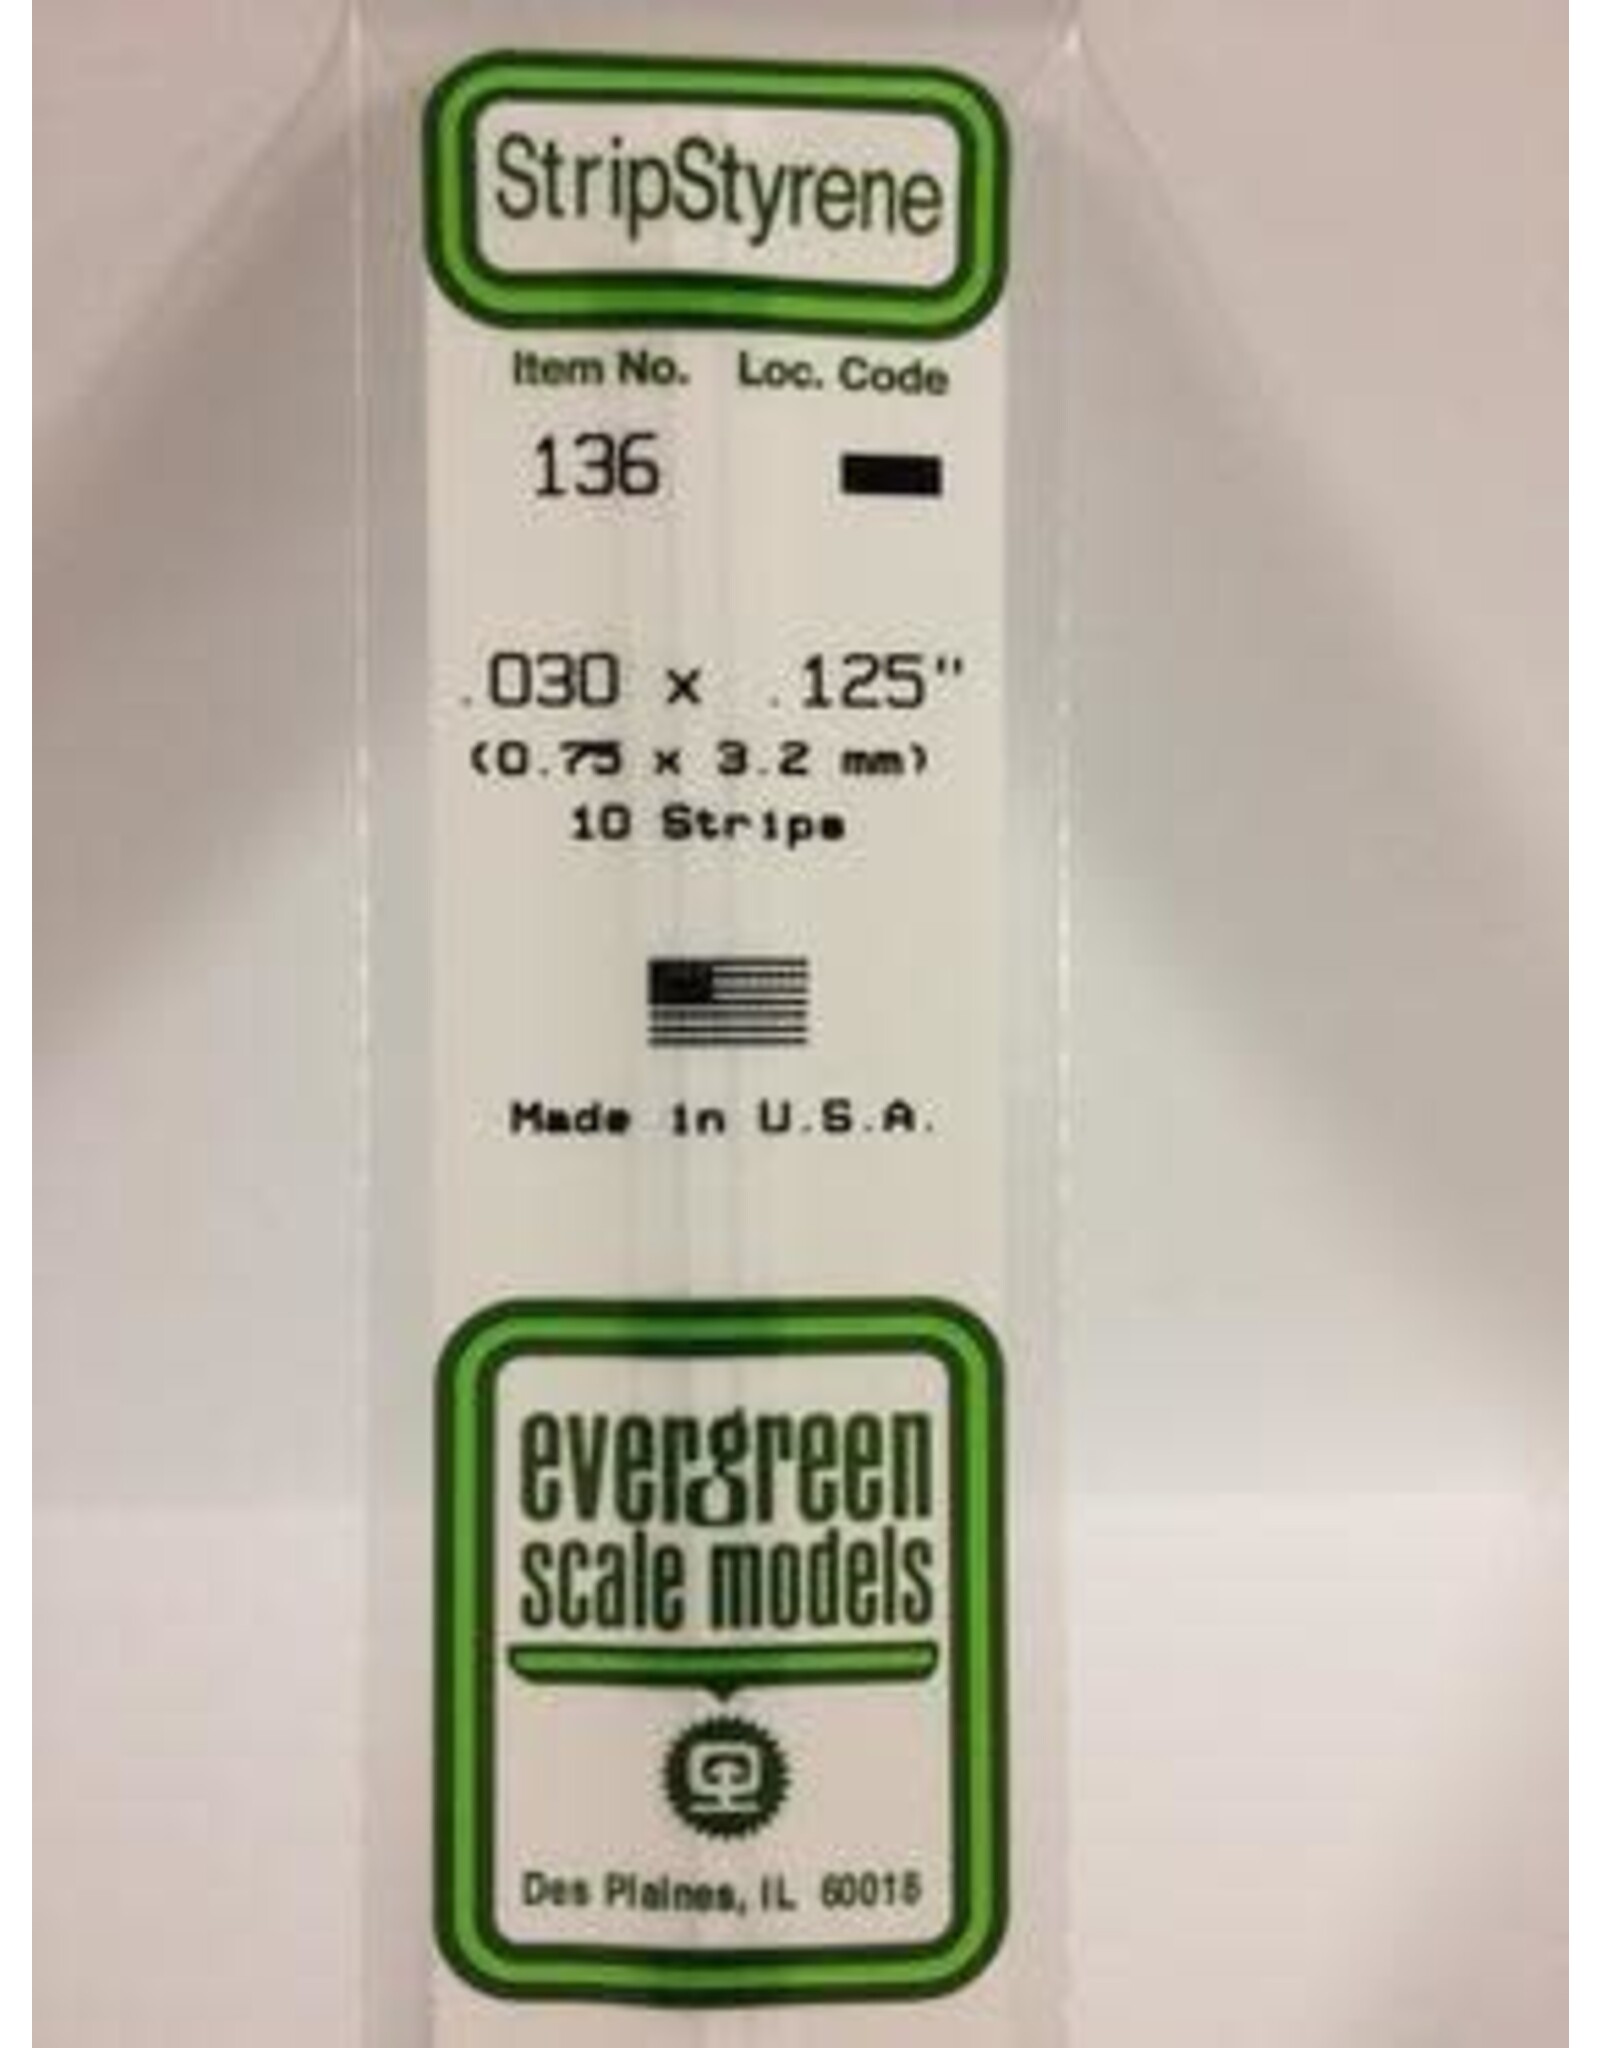 StripStyrene
Item No. Loc. Code
136
.030 x .125"
(0.75 x 3.2 mm)
10 Strips
Made in U.S.A.
evergreen
scale models
Des Plaines, IL 60018